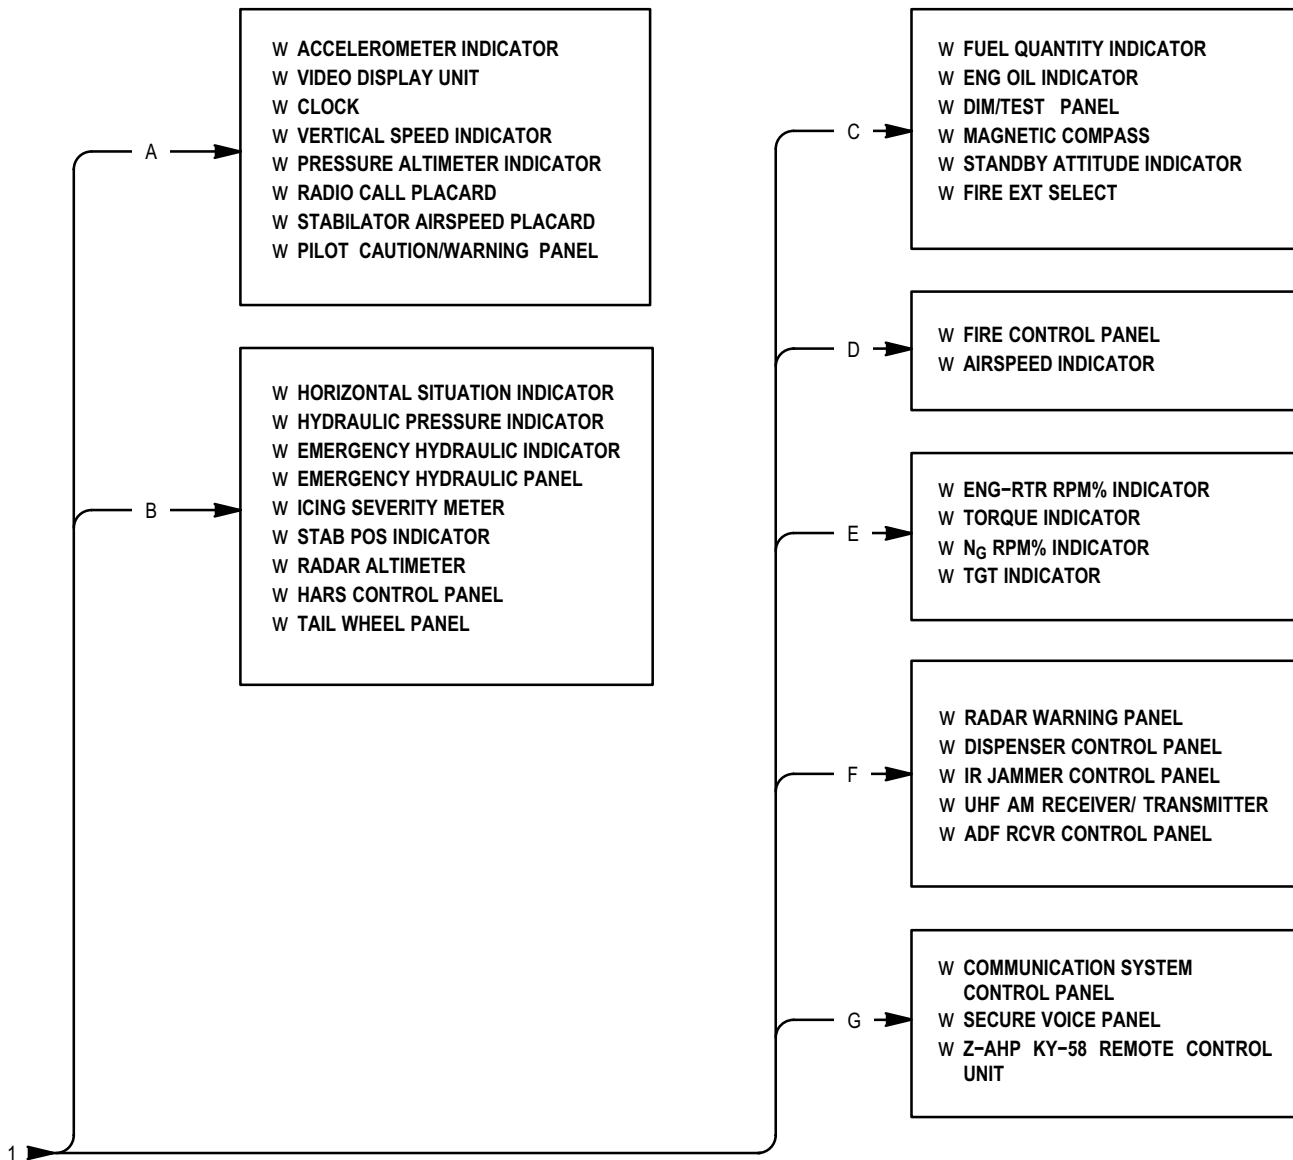 A
W ACCELEROMETER INDICATOR
W VIDEO DISPLAY UNIT
W CLOCK
W VERTICAL SPEED INDICATOR
W PRESSURE ALTIMETER INDICATOR
W RADIO CALL PLACARD
W STABILATOR AIRSPEED PLACARD
W PILOT CAUTION/WARNING PANEL
B
W HORIZONTAL SITUATION INDICATOR
W HYDRAULIC PRESSURE INDICATOR
W EMERGENCY HYDRAULIC INDICATOR
W EMERGENCY HYDRAULIC PANEL
W ICING SEVERITY METER
W STAB POS INDICATOR
W RADAR ALTIMETER
W HARS CONTROL PANEL
W TAIL WHEEL PANEL
C
W FUEL QUANTITY INDICATOR
W ENG OIL INDICATOR
W DIM/TEST PANEL
W MAGNETIC COMPASS
W STANDBY ATTITUDE INDICATOR
W FIRE EXT SELECT
D
W FIRE CONTROL PANEL
W AIRSPEED INDICATOR
E
W ENG−RTR RPM% INDICATOR
W TORQUE INDICATOR
W NG RPM% INDICATOR
W TGT INDICATOR
F
W RADAR WARNING PANEL
W DISPENSER CONTROL PANEL
W IR JAMMER CONTROL PANEL
W UHF AM RECEIVER/ TRANSMITTER
W ADF RCVR CONTROL PANEL
G
W COMMUNICATION SYSTEM
CONTROL PANEL
W SECURE VOICE PANEL
W Z−AHP KY−58 REMOTE CONTROL
UNIT
1